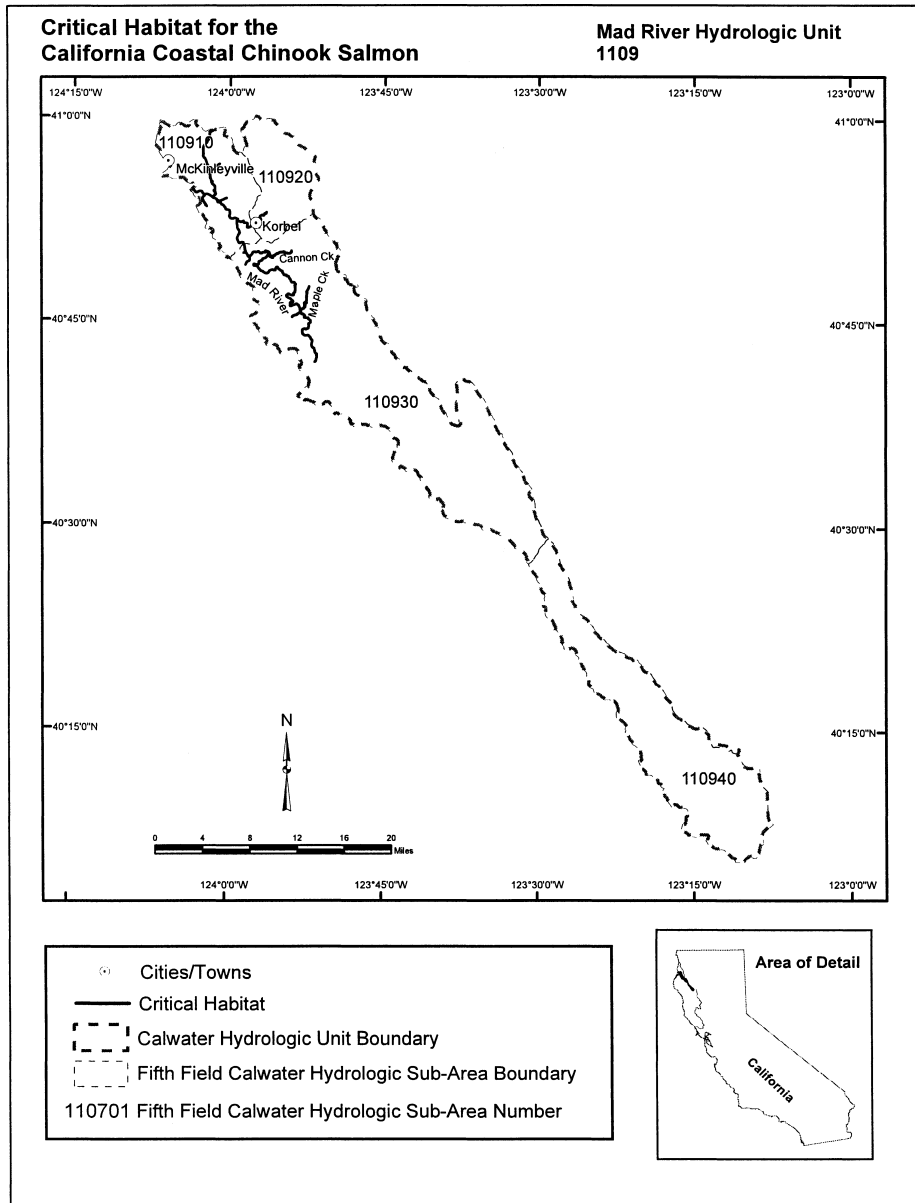 Critical Habitat for the
California Coastal Chinook Salmon
Mad River Hydrologic Unit
1109
124°15'0"W
124°0'0"W
123°45'0"W
123°30'0"W
123°15'0"W
123°0'0"W
41°0'0"N
41°0'0"N
110910
McKinleyville
110920
Korbel
Cannon Ck
Mad River
Maple Ck
40°45'0"N
40°45'0"N
110930
40°30'0"N
40°30'0"N
40°15'0"N
40°15'0"N
N
110940
0 4 8 12 16 20
Miles
124°15'0"W
124°0'0"W
123°45'0"W
123°30'0"W
123°15'0"W
123°0'0"W
Cities/Towns
Critical Habitat
Calwater Hydrologic Unit Boundary
Fifth Field Calwater Hydrologic Sub-Area Boundary
110701 Fifth Field Calwater Hydrologic Sub-Area Number
Area of Detail
California